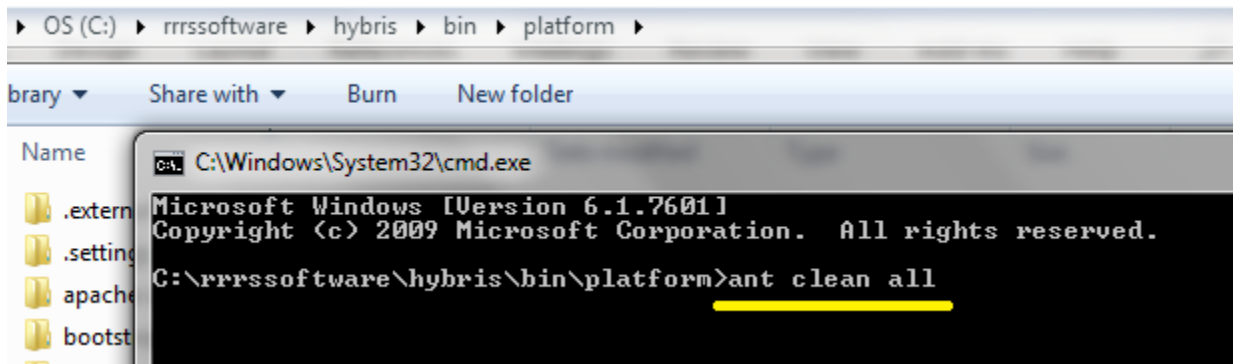 OS (C:) rrrssoftware hybris bin platform
brary Share with Burn New folder
Name
C:\Windows\System32\cmd.exe
.extern
Microsoft Windows [Version 6.1.7601]
.setting
Copyright (c) 2009 Microsoft Corporation. All rights reserved.
apache
C:\rrrssoftware\hybris\bin\platform>ant clean all
bootst